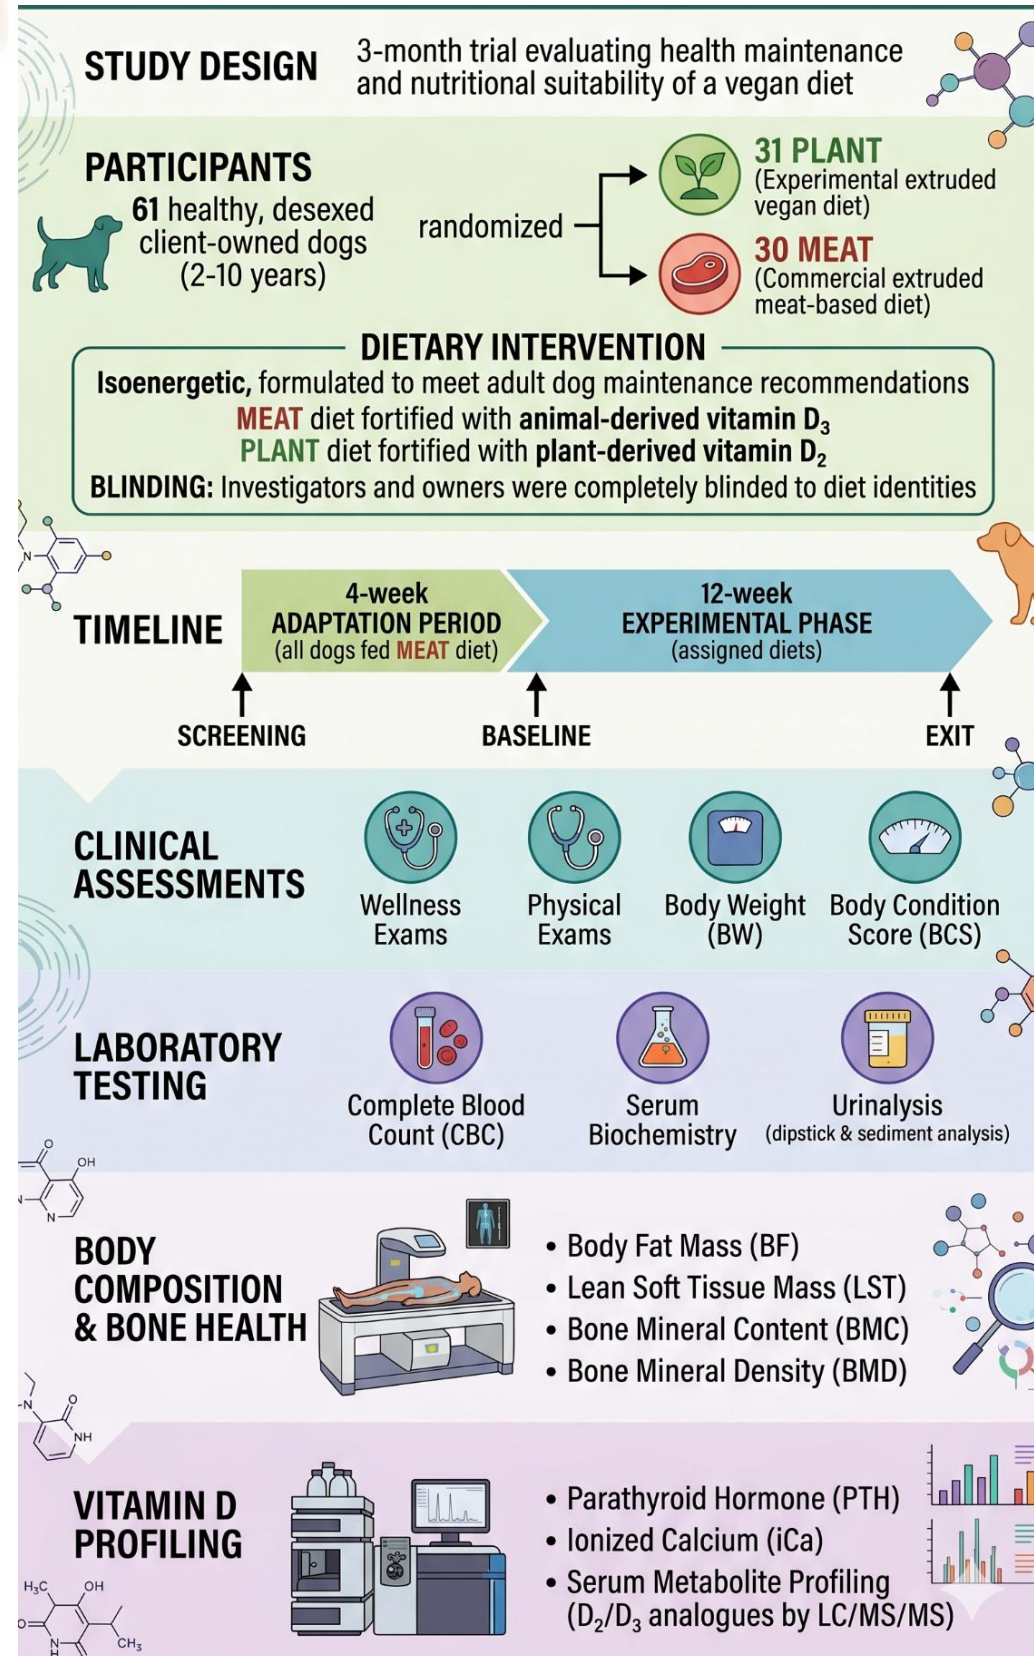 STUDY DESIGN
3-month trial evaluating health maintenance
and nutritional suitability of a vegan diet
PARTICIPANTS
61 healthy, desexed
client-owned dogs
(2-10 years)
randomized
31 PLANT
(Experimental extruded
vegan diet)
30 MEAT
(Commercial extruded
meat-based diet)
DIETARY INTERVENTION
Isoenergetic, formulated to meet adult dog maintenance recommendations
MEAT diet fortified with animal-derived vitamin D₃
PLANT diet fortified with plant-derived vitamin D₂
BLINDING: Investigators and owners were completely blinded to diet identities
N
TIMELINE
4-week
ADAPTATION PERIOD
(all dogs fed MEAT diet)
12-week
EXPERIMENTAL PHASE
(assigned diets)
SCREENING
BASELINE
EXIT
CLINICAL
ASSESSMENTS
Wellness
Exams
Physical
Exams
Body Weight
(BW)
Body Condition
Score (BCS)
LABORATORY
TESTING
Complete Blood
Count (CBC)
Serum
Biochemistry
Urinalysis
(dipstick & sediment analysis)
O
OH
N
N
BODY
COMPOSITION
& BONE HEALTH
• Body Fat Mass (BF)
• Lean Soft Tissue Mass (LST)
• Bone Mineral Content (BMC)
• Bone Mineral Density (BMD)
N
O
NH
VITAMIN D
PROFILING
• Parathyroid Hormone (PTH)
• Ionized Calcium (iCa)
• Serum Metabolite Profiling
(D₂/D₃ analogues by LC/MS/MS)
H₃C
OH
O
N
H
O
CH₃